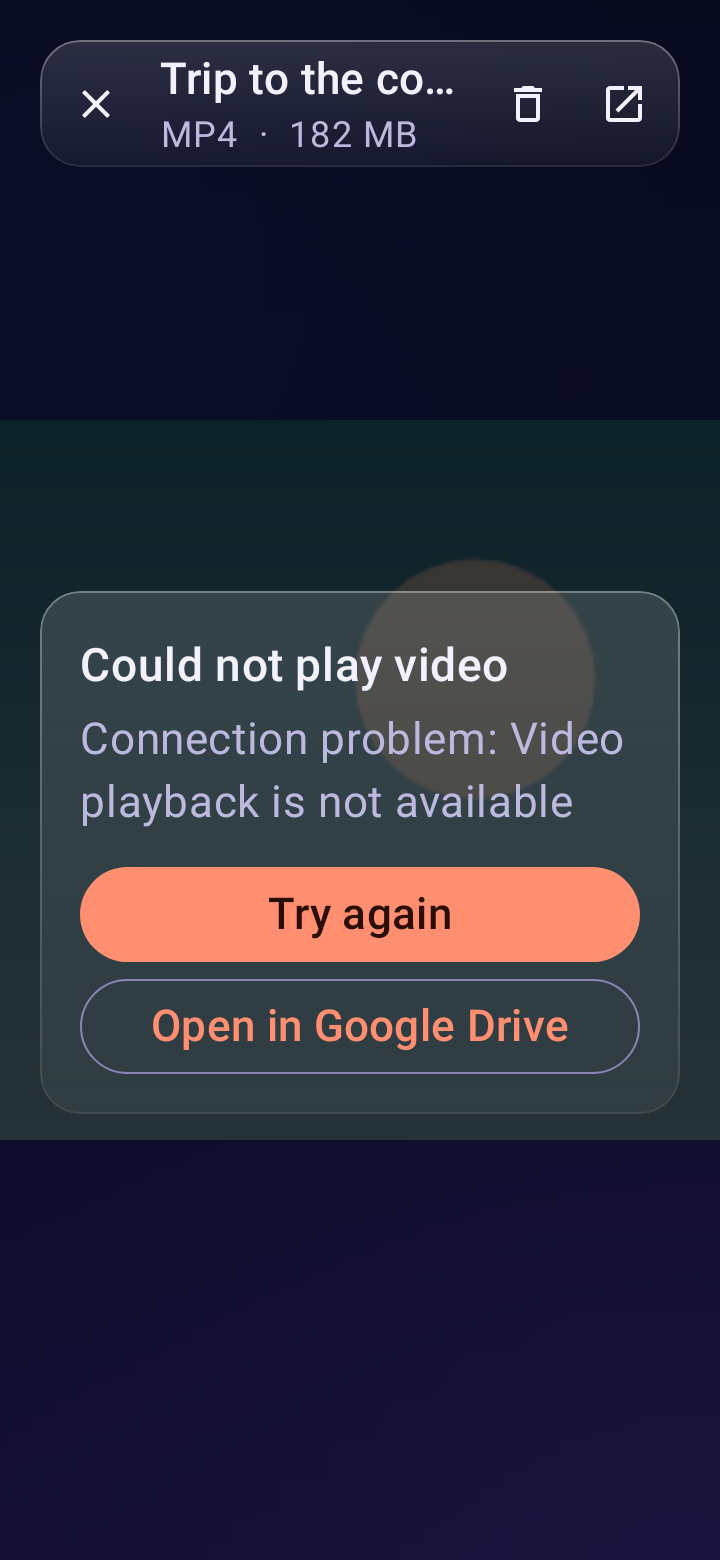 Trip to the co…
MP4 · 182 MB
Could not play video
Connection problem: Video
playback is not available
Try again
Open in Google Drive